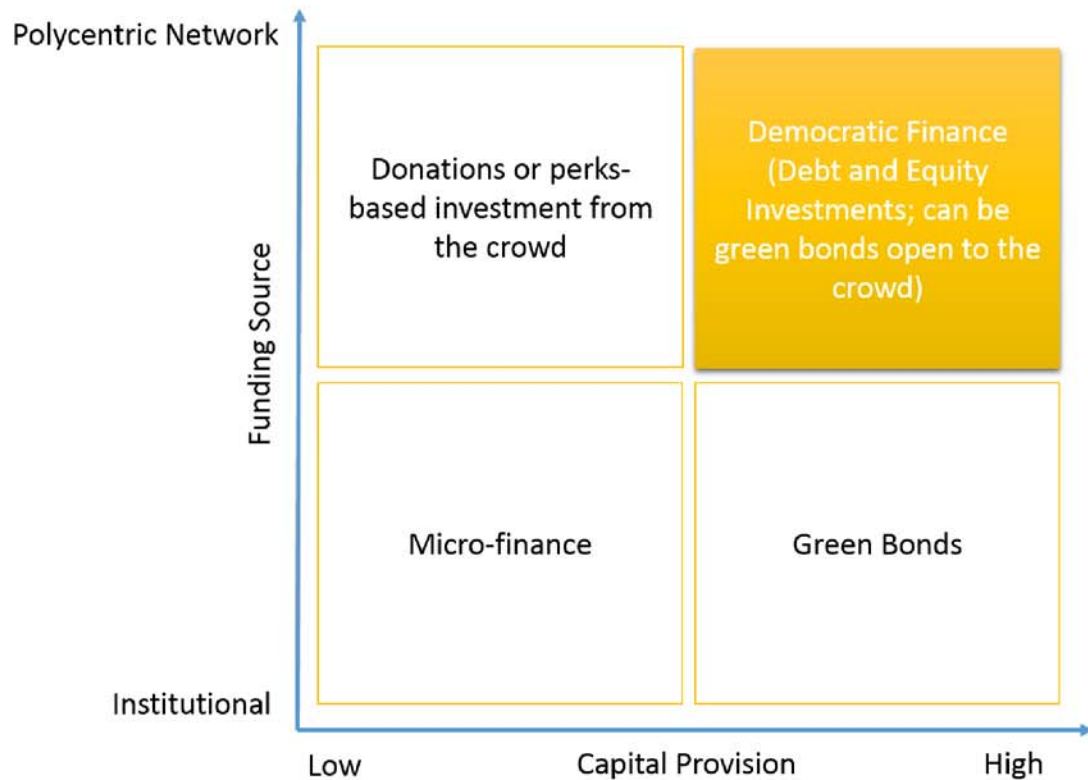 Polycentric Network
Donations or perks-
based investment from
the crowd
Democratic Finance
(Debt and Equity
Investments; can be
green bonds open to the
crowd)
Funding Source
Micro-finance
Green Bonds
Institutional
Low
Capital Provision
High